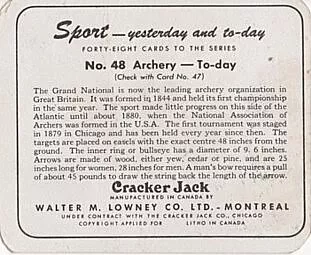 Sport — yesterday and to-day
FORTY-EIGHT CARDS TO THE SERIES
No. 48 Archery — To-day
(Check with Card No. 47)
The Grand National is now the leading archery organization in
Great Britain. It was formed in 1844 and held its first championship
in the same year. The sport made little progress on this side of the
Atlantic until about 1880, when the National Association of
Archers was formed in the U.S.A. The first tournament was staged
in 1879 in Chicago and has been held every year since then. The
targets are placed on easels with the exact centre 48 inches from the
ground. The inner ring or bullseye has a diameter of 9. 6 inches.
Arrows are made of wood, either yew, cedar or pine, and are 25
inches long for women, 28 inches for men. A man's bow requires a pull
of about 45 pounds to draw the string back the length of the arrow.
Cracker Jack
MANUFACTURED IN CANADA BY
WALTER M. LOWNEY CO. LTD. - MONTREAL
UNDER CONTRACT WITH THE CRACKER JACK CO., CHICAGO
COPYRIGHT APPLIED FOR LITHO IN CANADA